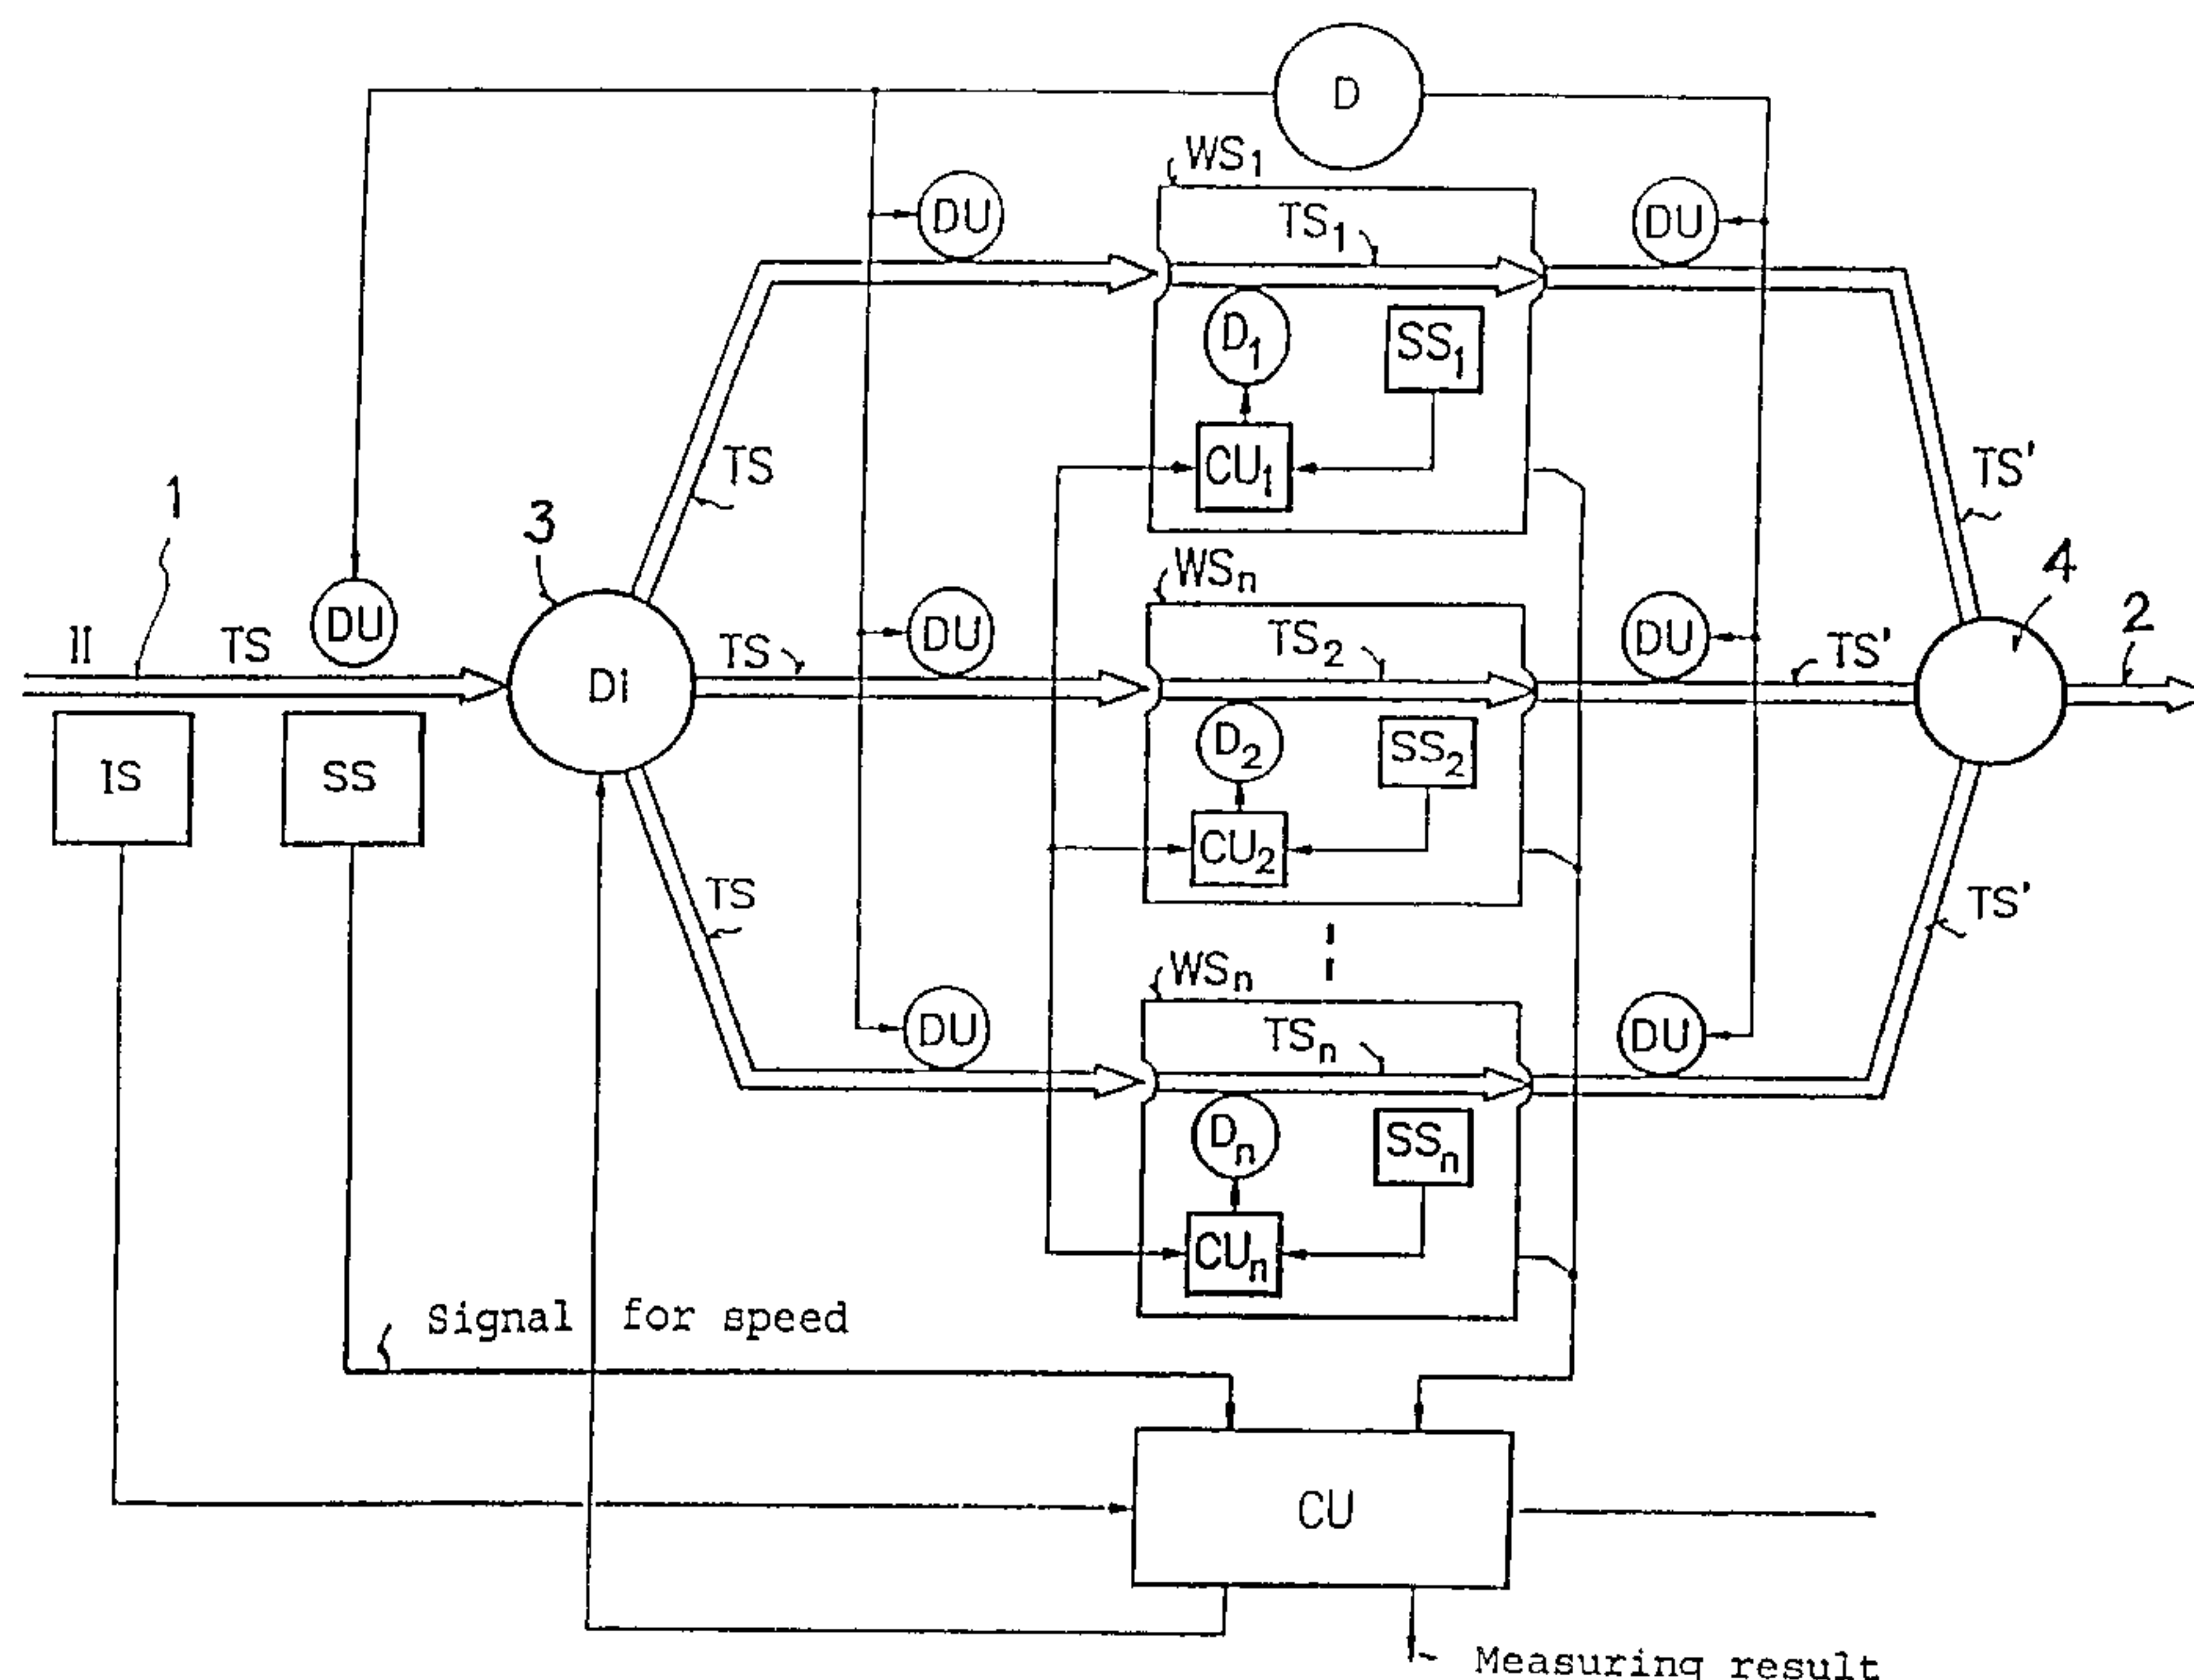 D
WS1
DU
TS1
DU
D1
SS1
TS
CU1
TS'
1
3
WSn
4
DU
DU
TS2
DU
2
II
TS
TS
TS'
DI
D2
SS2
IS
SS
CU2
TS
TS'
WSn
DU
TSn
DU
Dn
SSn
CUn
Signal for speed
CU
Measuring result